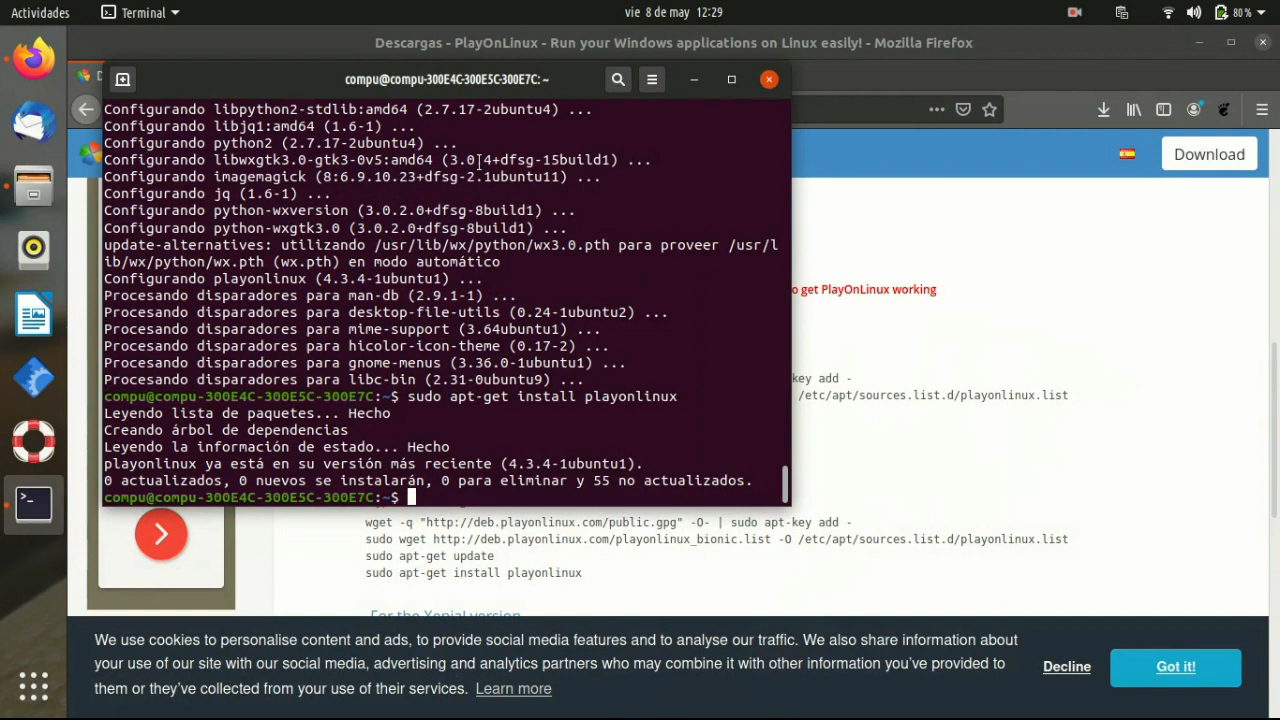 Actividades
Terminal
vie 8 de may 12:29
80 %
Descargas - PlayOnLinux - Run your Windows applications on Linux easily! - Mozilla Firefox
compu@compu-300E4C-300E5C-300E7C: ~
Configurando libpython2-stdlib:amd64 (2.7.17-2ubuntu4) ...
Configurando libjq1:amd64 (1.6-1) ...
Configurando python2 (2.7.17-2ubuntu4) ...
Configurando libwxgtk3.0-gtk3-0v5:amd64 (3.0.4+dfsg-15build1) ...
Configurando imagemagick (8:6.9.10.23+dfsg-2.1ubuntu11) ...
Configurando jq (1.6-1) ...
Configurando python-wxversion (3.0.2.0+dfsg-8build1) ...
Configurando python-wxgtk3.0 (3.0.2.0+dfsg-8build1) ...
update-alternatives: utilizando /usr/lib/wx/python/wx3.0.pth para proveer /usr/l
ib/wx/python/wx.pth (wx.pth) en modo automático
Configurando playonlinux (4.3.4-1ubuntu1) ...
Procesando disparadores para man-db (2.9.1-1) ...
Procesando disparadores para desktop-file-utils (0.24-1ubuntu2) ...
Procesando disparadores para mime-support (3.64ubuntu1) ...
Procesando disparadores para hicolor-icon-theme (0.17-2) ...
Procesando disparadores para gnome-menus (3.36.0-1ubuntu1) ...
Procesando disparadores para libc-bin (2.31-0ubuntu9) ...
compu@compu-300E4C-300E5C-300E7C:~$ sudo apt-get install playonlinux
Leyendo lista de paquetes... Hecho
Creando árbol de dependencias
Leyendo la información de estado... Hecho
playonlinux ya está en su versión más reciente (4.3.4-1ubuntu1).
0 actualizados, 0 nuevos se instalarán, 0 para eliminar y 55 no actualizados.
compu@compu-300E4C-300E5C-300E7C:~$
Download
o get PlayOnLinux working
key add -
/etc/apt/sources.list.d/playonlinux.list
wget -q "http://deb.playonlinux.com/public.gpg" -O- | sudo apt-key add -
sudo wget http://deb.playonlinux.com/playonlinux_bionic.list -O /etc/apt/sources.list.d/playonlinux.list
sudo apt-get update
sudo apt-get install playonlinux
For the Xenial version
We use cookies to personalise content and ads, to provide social media features and to analyse our traffic. We also share information about
your use of our site with our social media, advertising and analytics partners who may combine it with other information you've provided to
them or they've collected from your use of their services. Learn more
Decline
Got it!